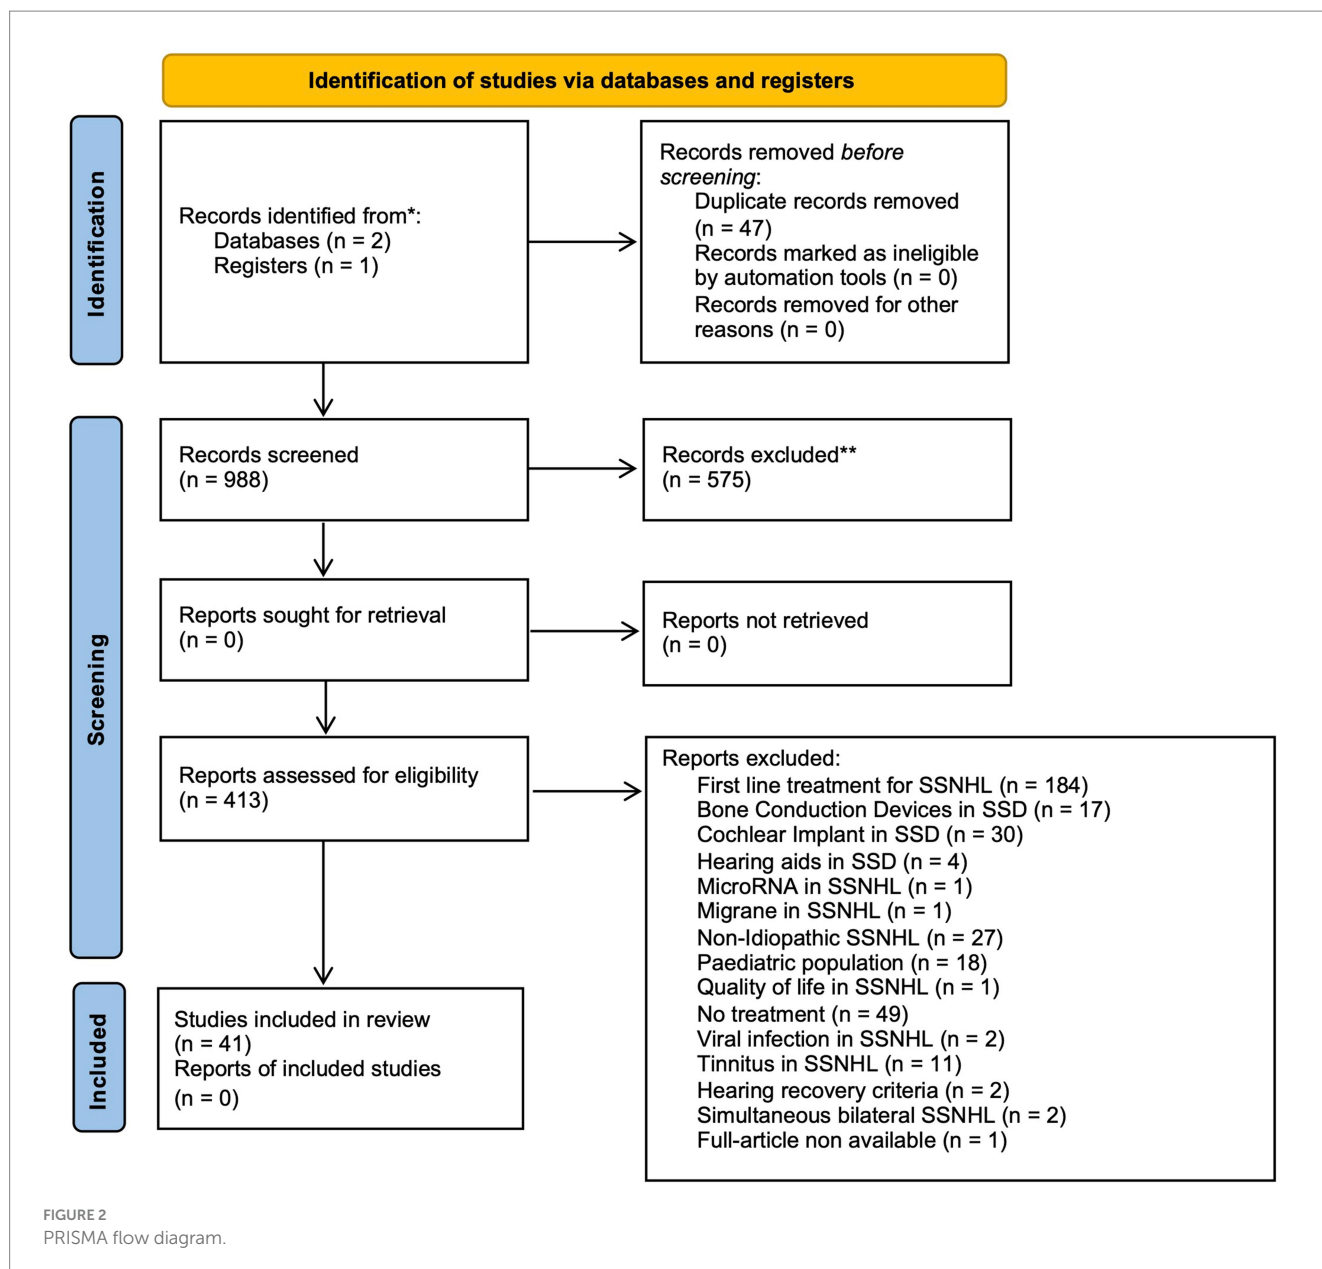 Identification of studies via databases and registers
Identification
Records identified from*:
Databases (n = 2)
Registers (n = 1)
Records removed before
screening:
Duplicate records removed
(n = 47)
Records marked as ineligible
by automation tools (n = 0)
Records removed for other
reasons (n = 0)
Screening
Records screened
(n = 988)
Records excluded**
(n = 575)
Reports sought for retrieval
(n = 0)
Reports not retrieved
(n = 0)
Reports assessed for eligibility
(n = 413)
Reports excluded:
First line treatment for SSNHL (n = 184)
Bone Conduction Devices in SSD (n = 17)
Cochlear Implant in SSD (n = 30)
Hearing aids in SSD (n = 4)
MicroRNA in SSNHL (n = 1)
Migrane in SSNHL (n = 1)
Non-Idiopathic SSNHL (n = 27)
Paediatric population (n = 18)
Quality of life in SSNHL (n = 1)
No treatment (n = 49)
Viral infection in SSNHL (n = 2)
Tinnitus in SSNHL (n = 11)
Hearing recovery criteria (n = 2)
Simultaneous bilateral SSNHL (n = 2)
Full-article non available (n = 1)
Included
Studies included in review
(n = 41)
Reports of included studies
(n = 0)
FIGURE 2
PRISMA flow diagram.